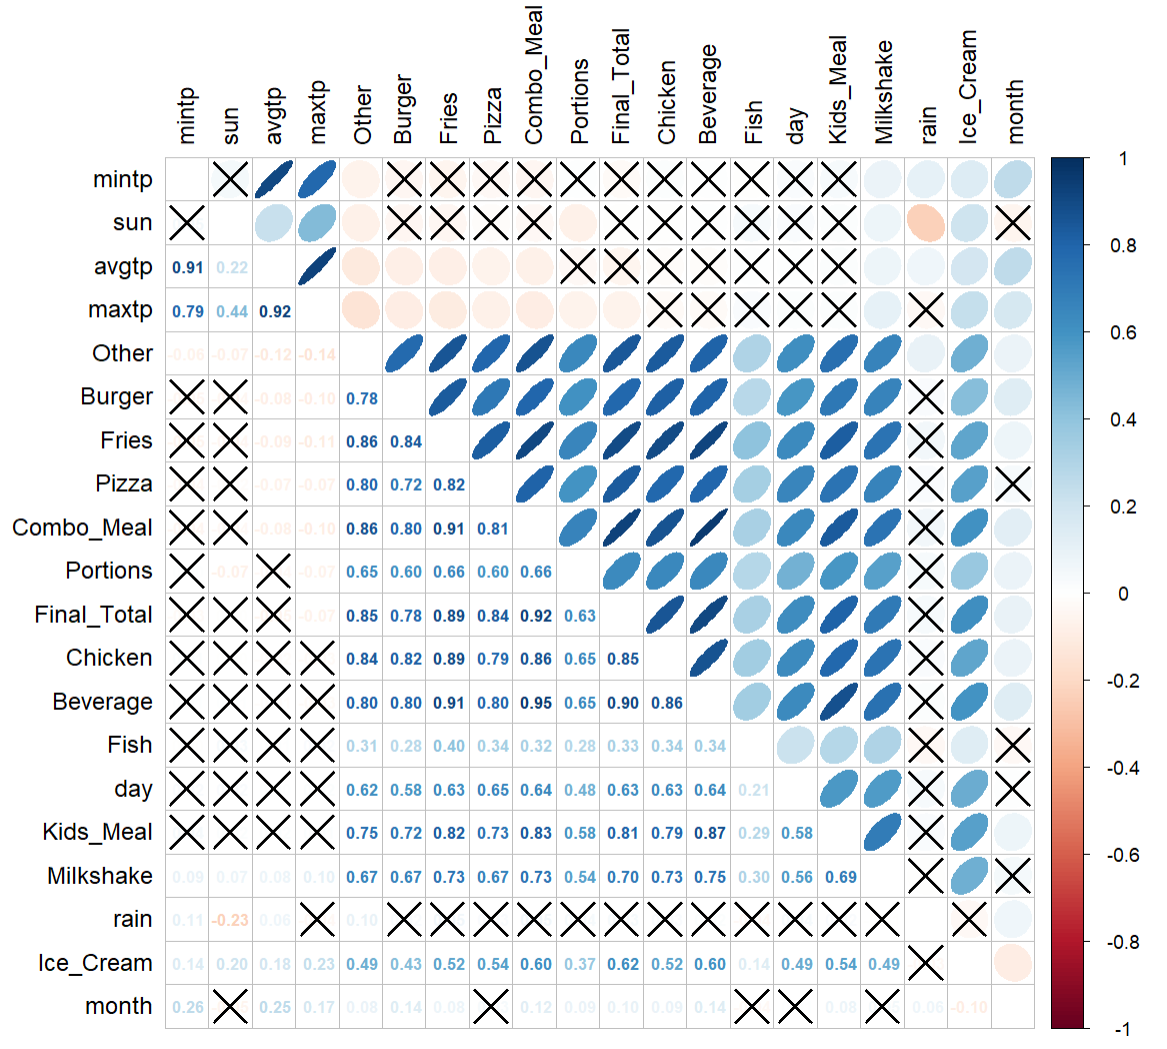 mintp sun avgtp maxtp Other Burger Fries Pizza Combo_Meal Portions Final_Total Chicken Beverage Fish day Kids_Meal Milkshake rain Ice_Cream month
mintp
sun
avgtp 0.91 0.22
maxtp 0.79 0.44 0.92
Other -0.06 -0.07 -0.12 -0.14
Burger -0.08 -0.10 0.78
Fries -0.09 -0.11 0.86 0.84
Pizza -0.07 -0.07 0.80 0.72 0.82
Combo_Meal -0.08 -0.10 0.86 0.80 0.91 0.81
Portions -0.07 -0.07 0.65 0.60 0.66 0.60 0.66
Final_Total -0.07 0.85 0.78 0.89 0.84 0.92 0.63
Chicken 0.84 0.82 0.89 0.79 0.86 0.65 0.85
Beverage 0.80 0.80 0.91 0.80 0.95 0.65 0.90 0.86
Fish 0.31 0.28 0.40 0.34 0.32 0.28 0.33 0.34 0.34
day 0.62 0.58 0.63 0.65 0.64 0.48 0.63 0.63 0.64 0.21
Kids_Meal 0.75 0.72 0.82 0.73 0.83 0.58 0.81 0.79 0.87 0.29 0.58
Milkshake 0.09 0.07 0.08 0.10 0.67 0.67 0.73 0.67 0.73 0.54 0.70 0.73 0.75 0.30 0.56 0.69
rain 0.11 -0.23 0.06 0.10
Ice_Cream 0.14 0.20 0.18 0.23 0.49 0.43 0.52 0.54 0.60 0.37 0.62 0.52 0.60 0.14 0.49 0.54 0.49
month 0.26 0.25 0.17 0.08 0.14 0.08 0.12 0.09 0.10 0.09 0.14 0.08 0.06 -0.10
1
0.8
0.6
0.4
0.2
0
-0.2
-0.4
-0.6
-0.8
-1